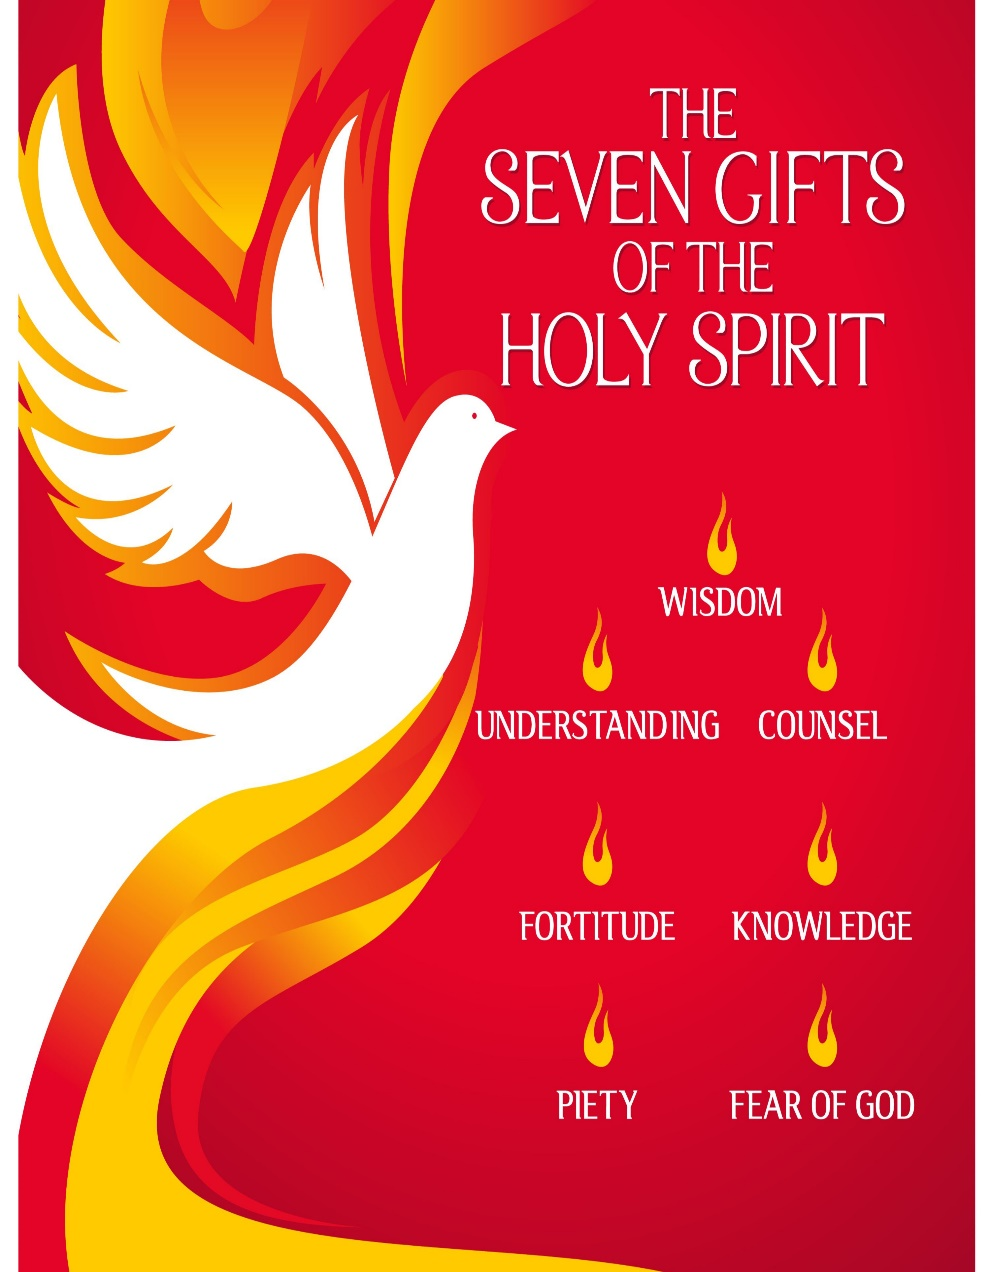 THE
SEVEN GIFTS
OF THE
HOLY SPIRIT
WISDOM
UNDERSTANDING COUNSEL
FORTITUDE KNOWLEDGE
PIETY FEAR OF GOD